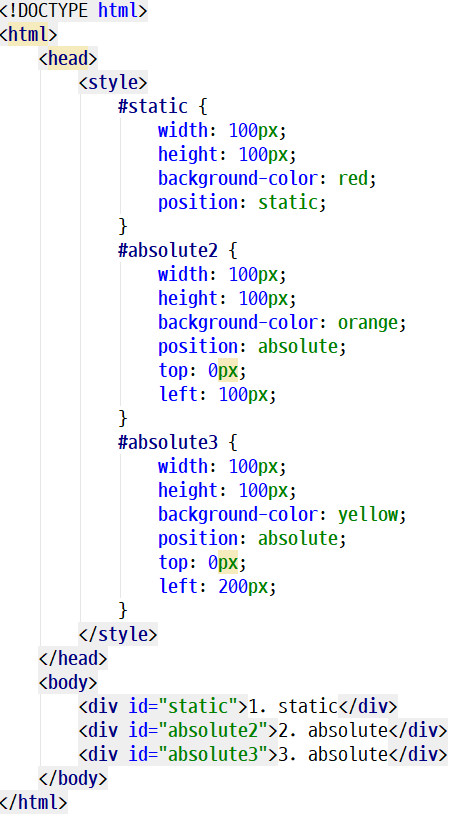 <!DOCTYPE html>
<html>
    <head>
        <style>
            #static {
                width: 100px;
                height: 100px;
                background-color: red;
                position: static;
            }
            #absolute2 {
                width: 100px;
                height: 100px;
                background-color: orange;
                position: absolute;
                top: 0px;
                left: 100px;
            }
            #absolute3 {
                width: 100px;
                height: 100px;
                background-color: yellow;
                position: absolute;
                top: 0px;
                left: 200px;
            }
        </style>
    </head>
    <body>
        <div id="static">1. static</div>
        <div id="absolute2">2. absolute</div>
        <div id="absolute3">3. absolute</div>
    </body>
</html>